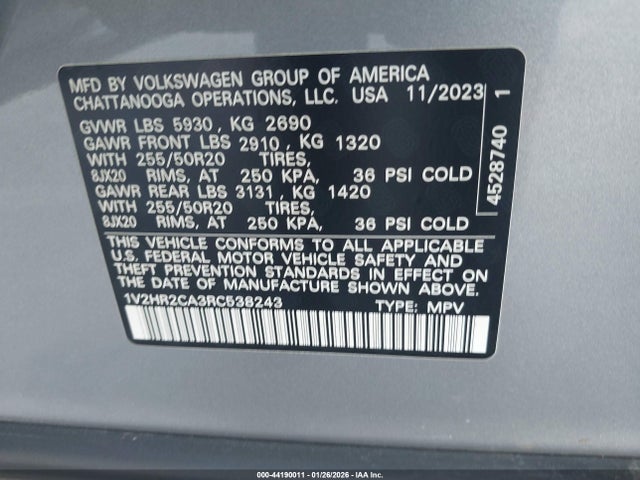 MFD BY VOLKSWAGEN GROUP OF AMERICA
CHATTANOOGA OPERATIONS, LLC. USA 11/2023
GVWR LBS 5930, KG 2690
GAWR FRONT LBS 2910, KG 1320
WITH 255/50R20 TIRES,
8JX20 RIMS, AT 250 KPA, 36 PSI COLD
GAWR REAR LBS 3131, KG 1420
WITH 255/50R20 TIRES,
8JX20 RIMS, AT 250 KPA, 36 PSI COLD
THIS VEHICLE CONFORMS TO ALL APPLICABLE
U.S. FEDERAL MOTOR VEHICLE SAFETY AND
THEFT PREVENTION STANDARDS IN EFFECT ON
THE DATE OF MANUFACTURE SHOWN ABOVE.
1V2HR2CA3RC538243 TYPE: MPV
4528740 1
000-44190011 - 01/26/2026 - IAA Inc.